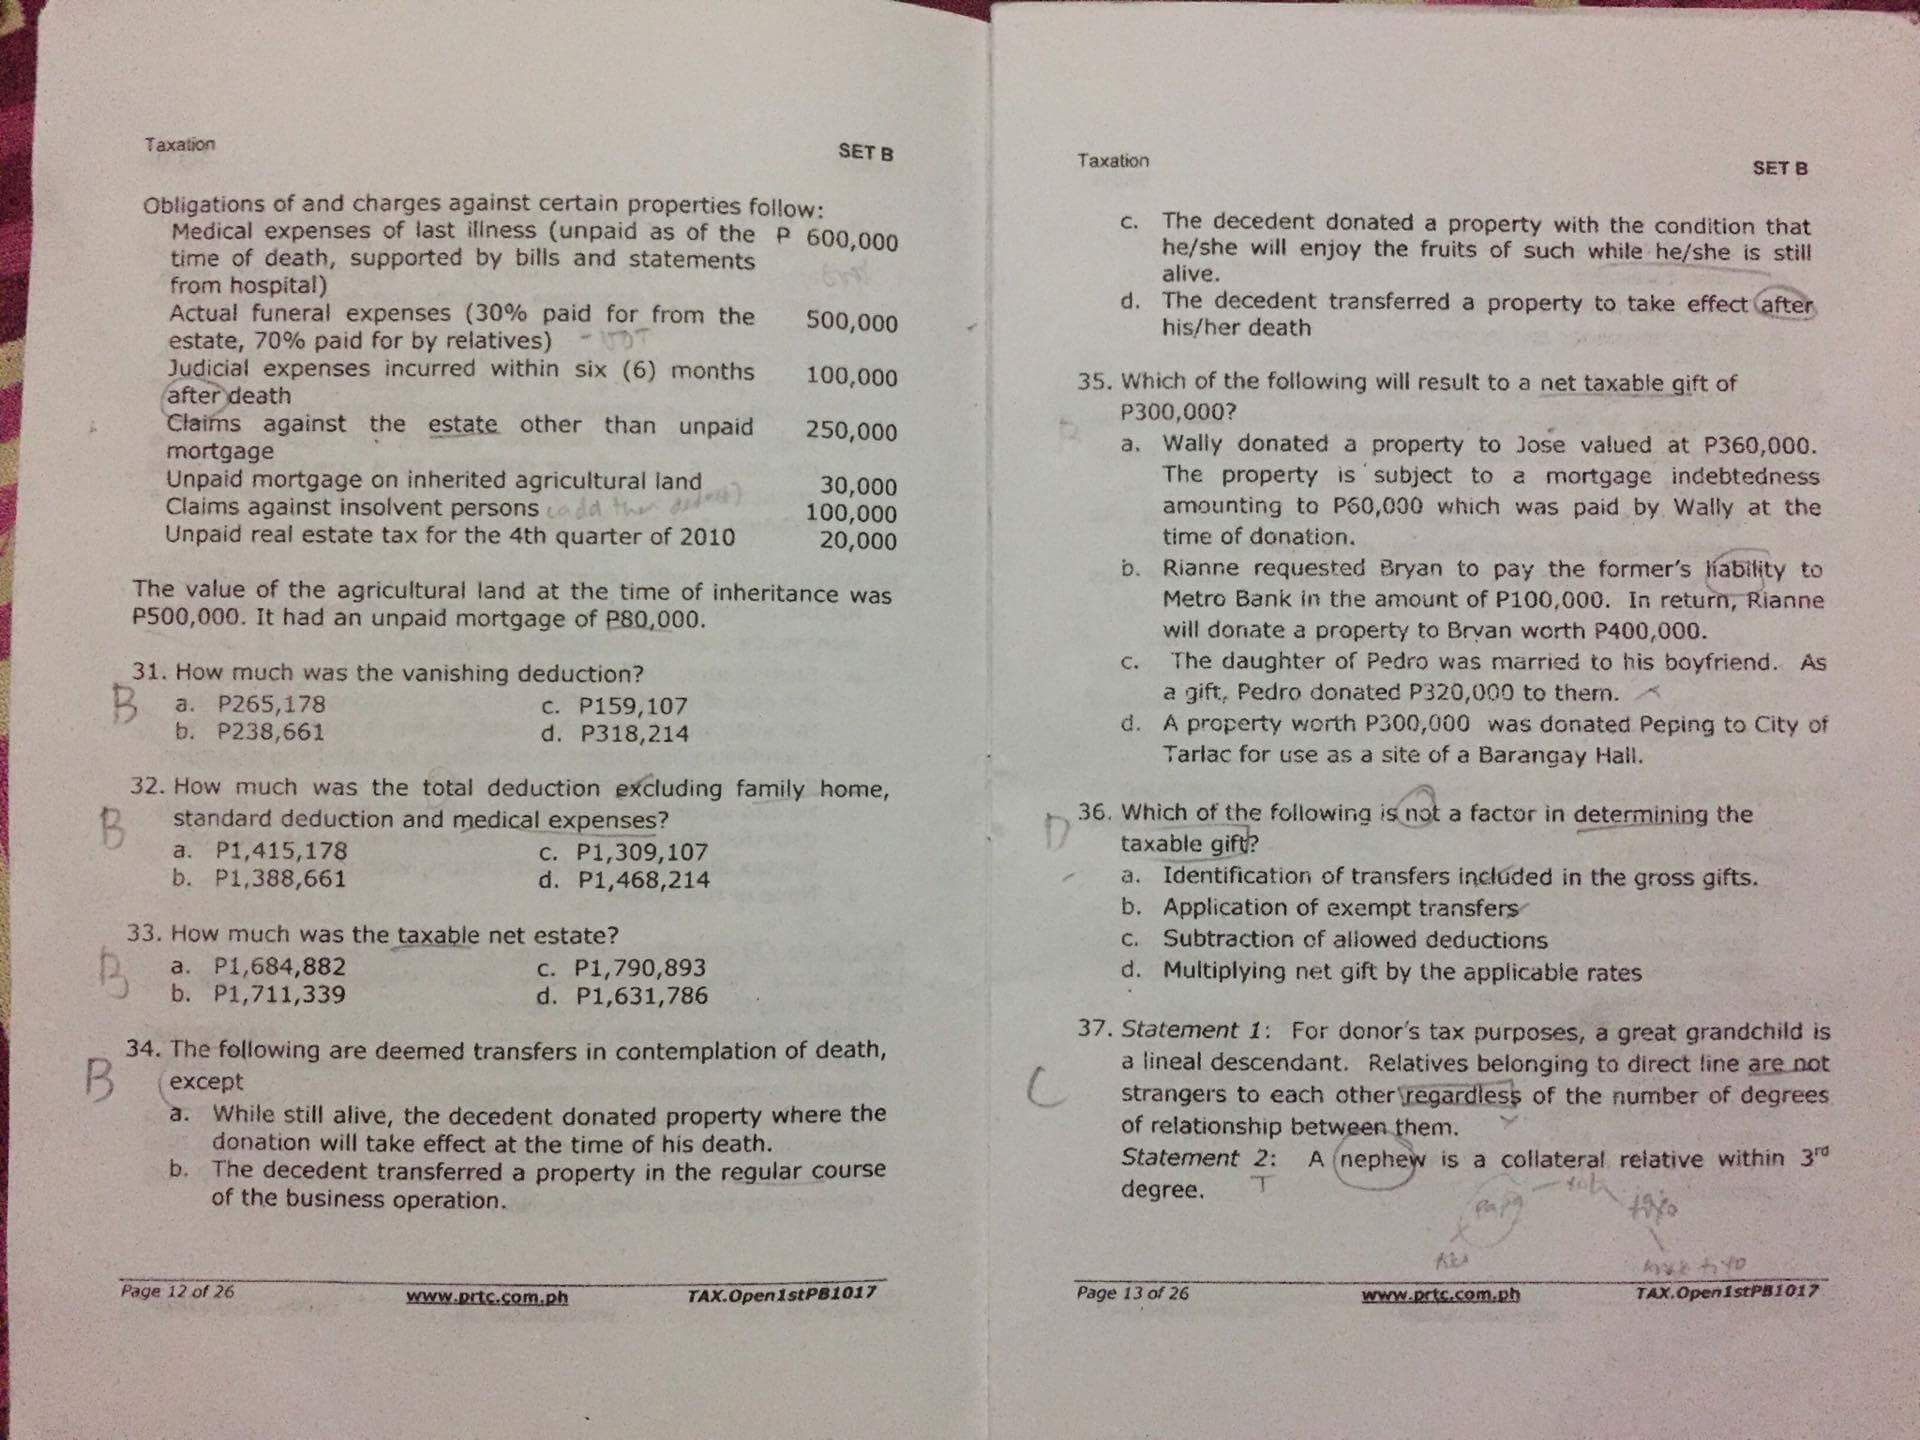 Taxation
SET B
Obligations of and charges against certain properties follow:
Medical expenses of last illness (unpaid as of the P 600,000
time of death, supported by bills and statements
from hospital)
Actual funeral expenses (30% paid for from the 500,000
estate, 70% paid for by relatives)
Judicial expenses incurred within six (6) months 100,000
after death
Claims against the estate other than unpaid 250,000
mortgage
Unpaid mortgage on inherited agricultural land 30,000
Claims against insolvent persons 100,000
Unpaid real estate tax for the 4th quarter of 2010 20,000
The value of the agricultural land at the time of inheritance was
P500,000. It had an unpaid mortgage of P80,000.
31. How much was the vanishing deduction?
B
a. P265,178 c. P159,107
b. P238,661 d. P318,214
32. How much was the total deduction excluding family home,
B
standard deduction and medical expenses?
a. P1,415,178 c. P1,309,107
b. P1,388,661 d. P1,468,214
33. How much was the taxable net estate?
B
a. P1,684,882 c. P1,790,893
b. P1,711,339 d. P1,631,786
34. The following are deemed transfers in contemplation of death,
B
except
a. While still alive, the decedent donated property where the
donation will take effect at the time of his death.
b. The decedent transferred a property in the regular course
of the business operation.
Page 12 of 26 www.prtc.com.ph TAX.Open1stPB1017
Taxation
SET B
c. The decedent donated a property with the condition that
he/she will enjoy the fruits of such while he/she is still
alive.
d. The decedent transferred a property to take effect after
his/her death
35. Which of the following will result to a net taxable gift of
P300,000?
a. Wally donated a property to Jose valued at P360,000.
The property is subject to a mortgage indebtedness
amounting to P60,000 which was paid by Wally at the
time of donation.
b. Rianne requested Bryan to pay the former's liability to
Metro Bank in the amount of P100,000. In return, Rianne
will donate a property to Bryan worth P400,000.
c. The daughter of Pedro was married to his boyfriend. As
a gift, Pedro donated P320,000 to them.
d. A property worth P300,000 was donated Peping to City of
Tarlac for use as a site of a Barangay Hall.
36. Which of the following is not a factor in determining the
D
taxable gift?
a. Identification of transfers included in the gross gifts.
b. Application of exempt transfers
c. Subtraction of allowed deductions
d. Multiplying net gift by the applicable rates
37. Statement 1: For donor's tax purposes, a great grandchild is
a lineal descendant. Relatives belonging to direct line are not
C
strangers to each other regardless of the number of degrees
of relationship between them.
Statement 2: A nephew is a collateral relative within 3rd
degree. T
papa
Page 13 of 26 www.prtc.com.ph TAX.Open1stPB1017